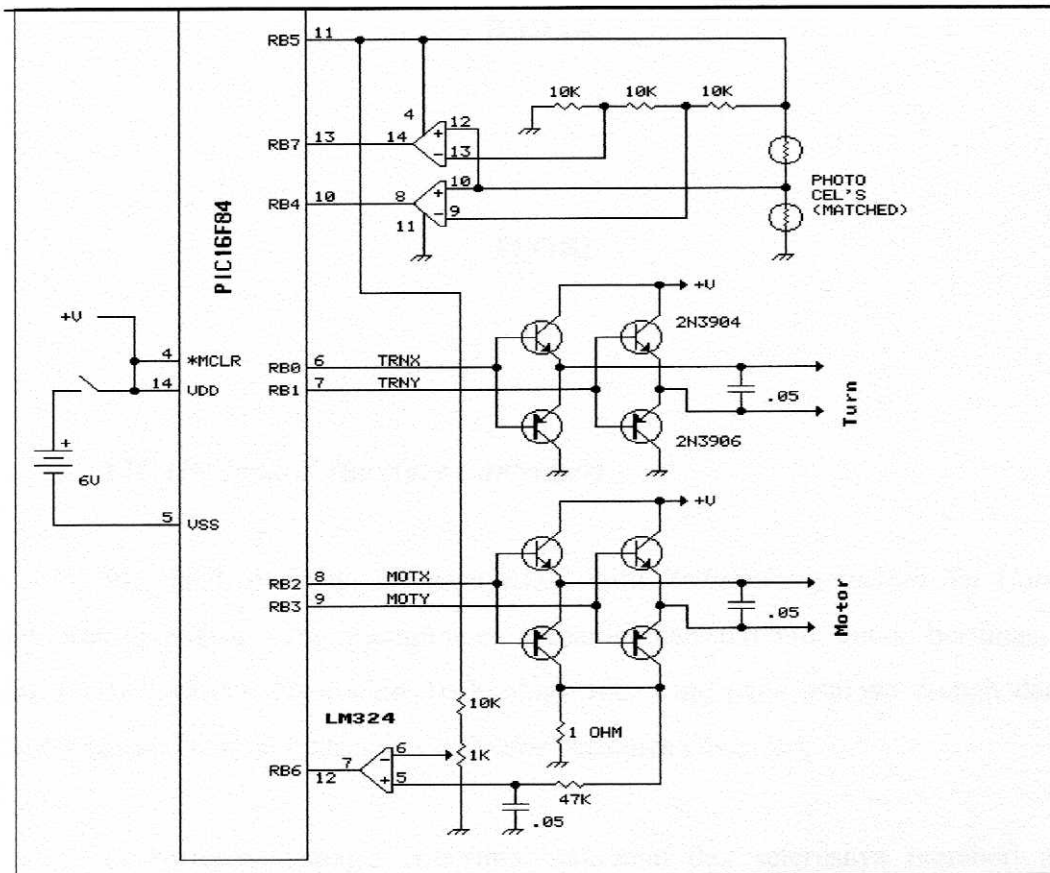 RB5 11
10K 10K 10K
4
12
RB7 13 14 +
- 13
10
RB4 10 8 +
- 9
11
PHOTO
CEL'S
(MATCHED)
PIC16F84
+V
+V
2N3904
4 *MCLR
RB0 6 TRNX
14 VDD
RB1 7 TRNY
.05
Turn
2N3906
+
6V
5 VSS
+V
RB2 8 MOTX
RB3 9 MOTY
.05
Motor
10K
LM324
1 OHM
6
-
1K
RB6 7
12
+ 5
47K
.05